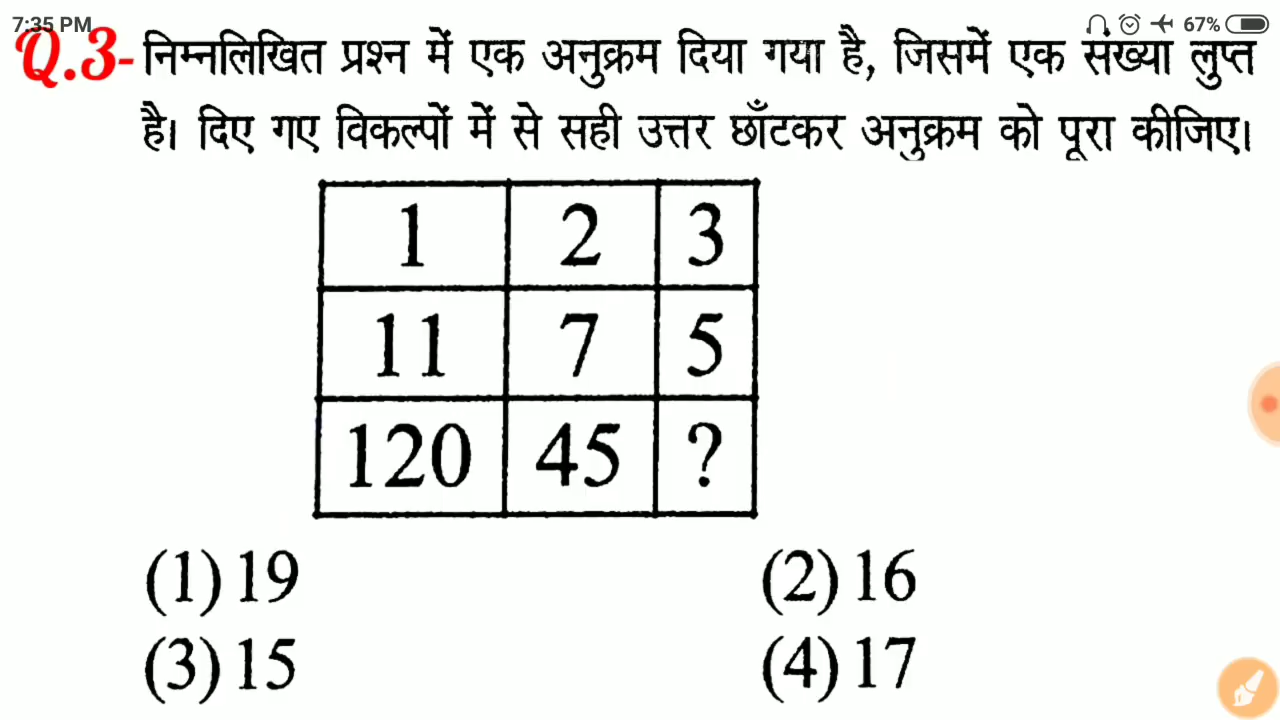 7:35 PM 67%
Q.3- निम्नलिखित प्रश्न में एक अनुक्रम दिया गया है, जिसमें एक संख्या लुप्त
है। दिए गए विकल्पों में से सही उत्तर छाँटकर अनुक्रम को पूरा कीजिए।
1 2 3
11 7 5
120 45 ?
(1) 19 (2) 16
(3) 15 (4) 17